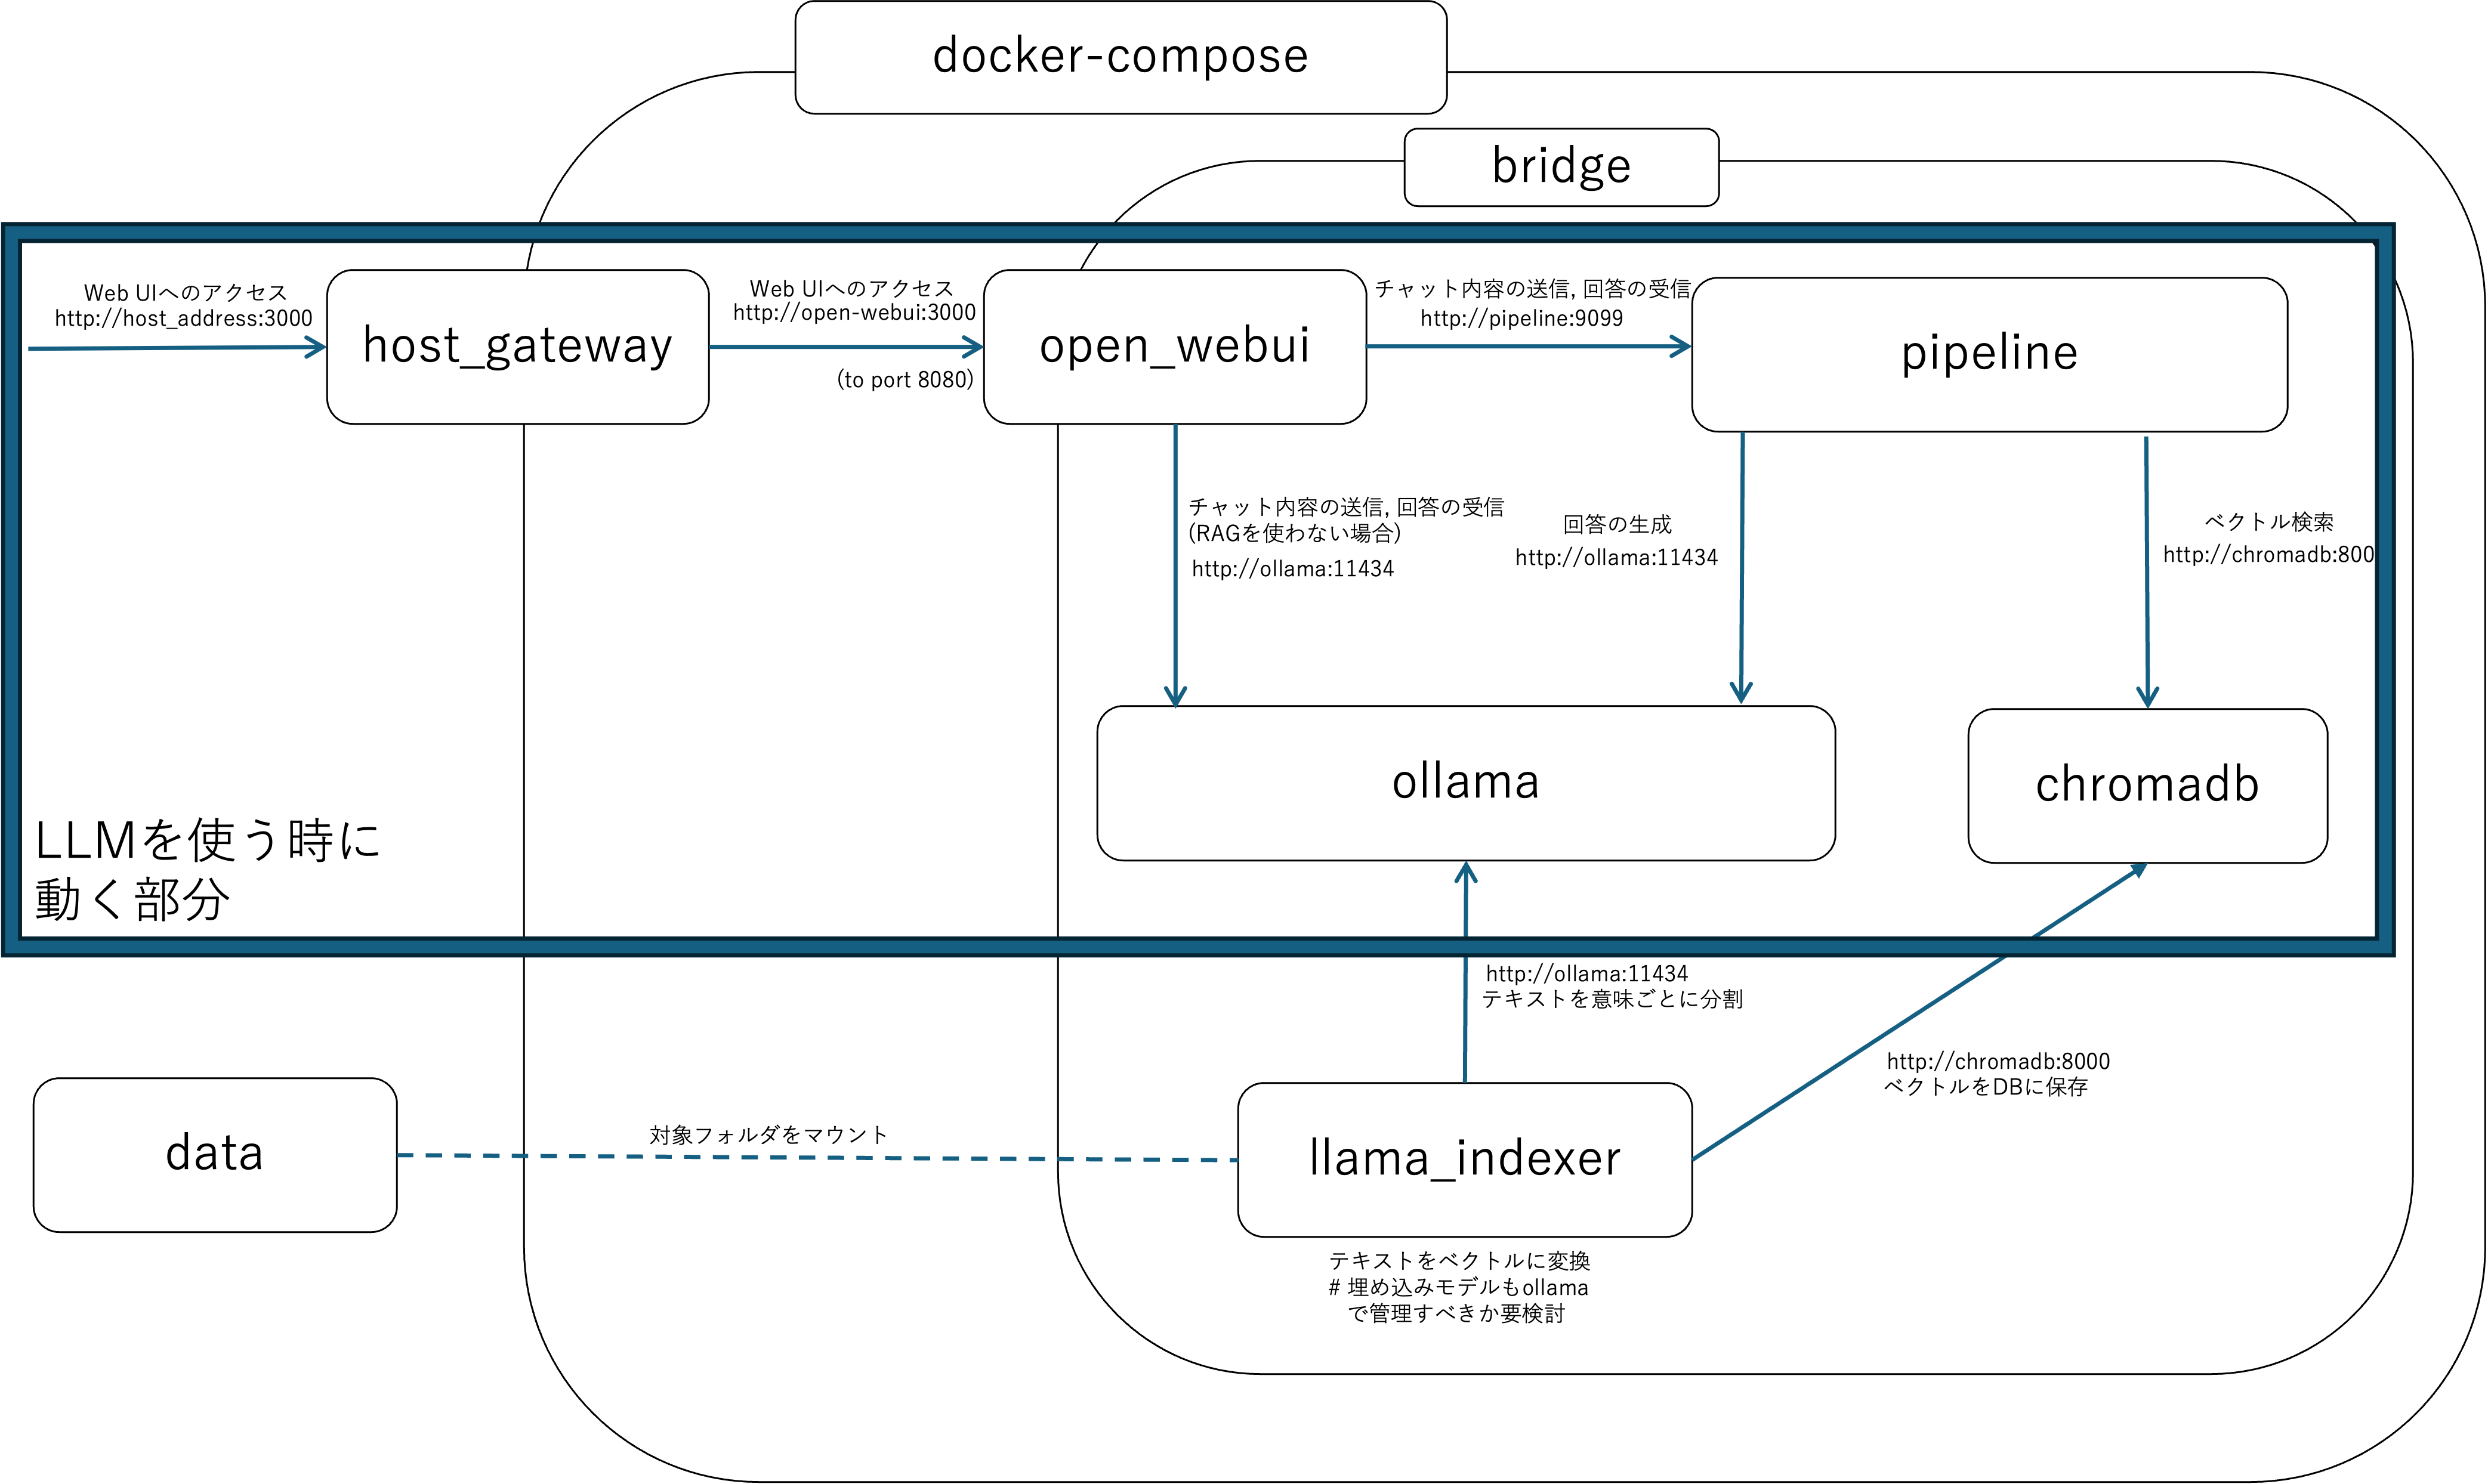 docker-compose
bridge
Web UIへのアクセス
http://host_address:3000
host_gateway
Web UIへのアクセス
http://open-webui:3000
(to port 8080)
open_webui
チャット内容の送信, 回答の受信
http://pipeline:9099
pipeline
チャット内容の送信, 回答の受信
(RAGを使わない場合)
http://ollama:11434
回答の生成
http://ollama:11434
ベクトル検索
http://chromadb:800
ollama
chromadb
LLMを使う時に
動く部分
http://ollama:11434
テキストを意味ごとに分割
http://chromadb:8000
ベクトルをDBに保存
data
対象フォルダをマウント
llama_indexer
テキストをベクトルに変換
# 埋め込みモデルもollama
で管理すべきか要検討